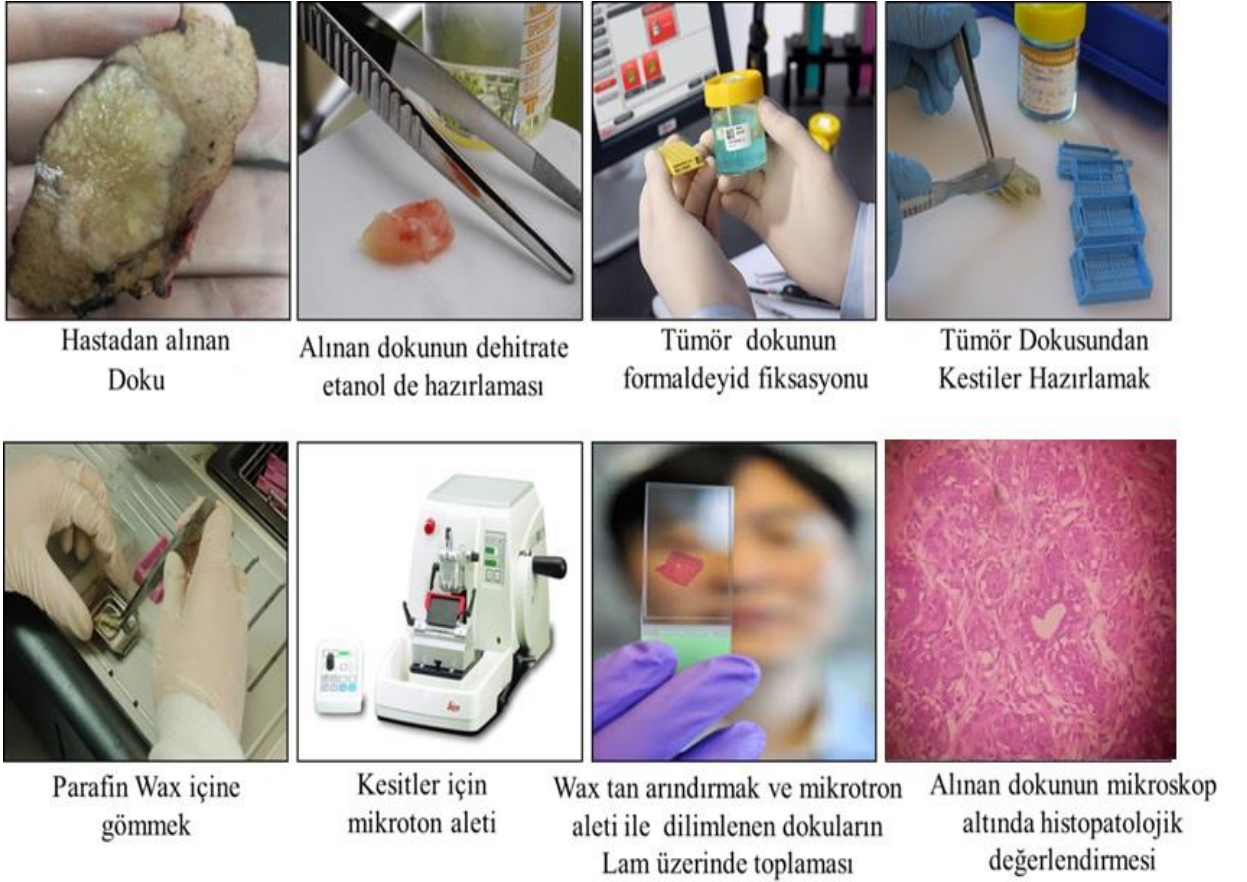 Hastadan alınan
Doku
Alınan dokunun dehitrate
etanol de hazırlaması
Tümör dokunun
formaldeyid fiksasyonu
Tümör Dokusundan
Kestiler Hazırlamak
Parafin Wax içine
gömmek
Kesitler için
mikroton aleti
Wax tan arındırmak ve mikrotron
aleti ile dilimlenen dokuların
Lam üzerinde toplaması
Alınan dokunun mikroskop
altında histopatolojik
değerlendirmesi